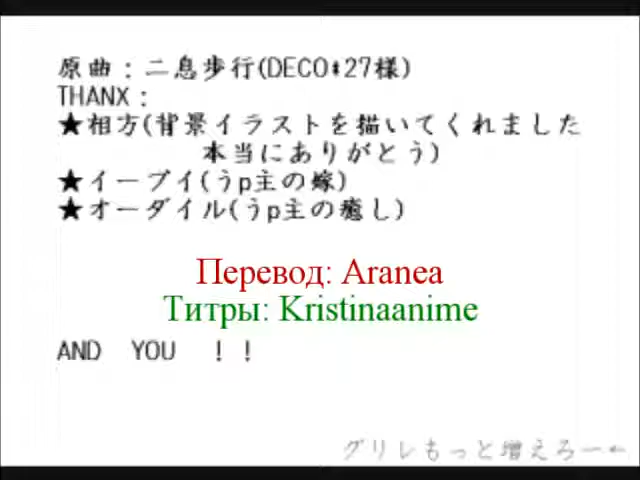 原曲：二息歩行(DECO*27様)
THANX：
★相方(背景イラストを描いてくれました
本当にありがとう)
★イーブイ(うp主の嫁)
★オーダイル(うp主の癒し)
Перевод: Aranea
Титры: Kristinaanime
AND YOU ！！
グリレもっと増えろー←